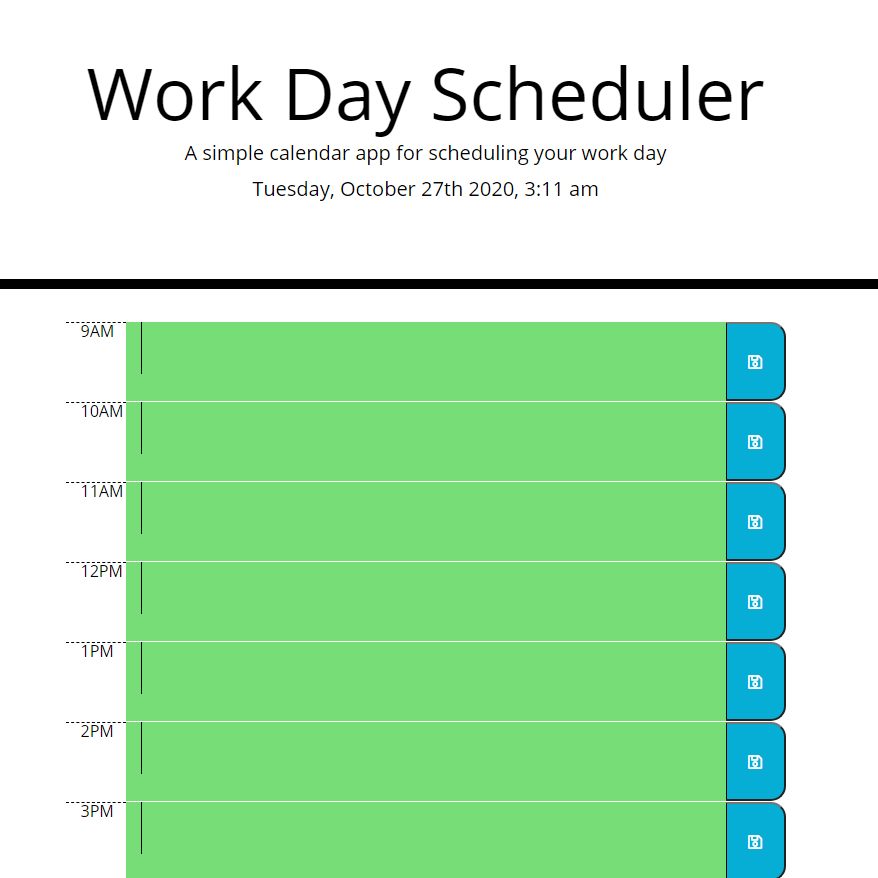 Work Day Scheduler
A simple calendar app for scheduling your work day
Tuesday, October 27th 2020, 3:11 am
9AM
10AM
11AM
12PM
1PM
2PM
3PM